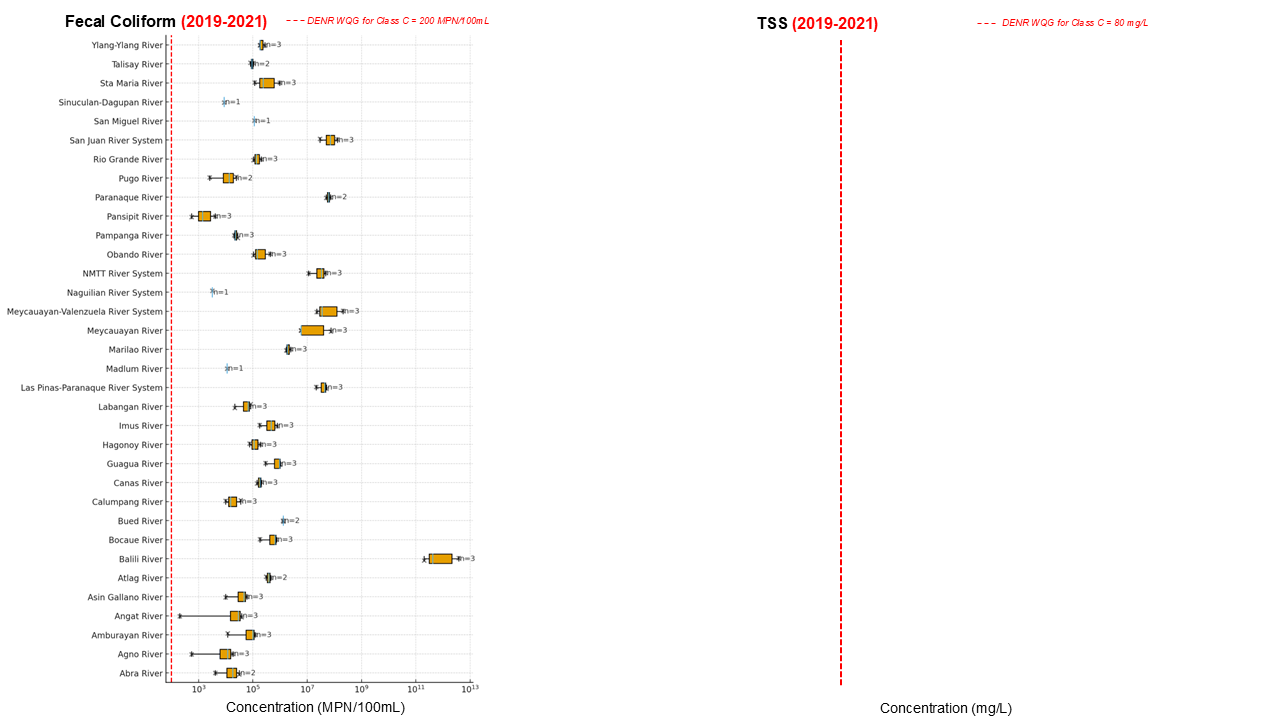 Fecal Coliform (2019-2021)
DENR WQG for Class C = 200 MPN/100mL
Ylang-Ylang River n=3
Talisay River n=2
Sta Maria River n=3
Sinuculan-Dagupan River n=1
San Miguel River n=1
San Juan River System n=3
Rio Grande River n=3
Pugo River n=2
Paranaque River n=2
Pansipit River n=3
Pampanga River n=3
Obando River n=3
NMTT River System n=3
Naguilian River System n=1
Meycauayan-Valenzuela River System n=3
Meycauayan River n=3
Marilao River n=3
Madlum River n=1
Las Pinas-Paranaque River System n=3
Labangan River n=3
Imus River n=3
Hagonoy River n=3
Guagua River n=3
Canas River n=3
Calumpang River n=3
Bued River n=2
Bocaue River n=3
Balili River n=3
Atlag River n=2
Asin Gallano River n=3
Angat River n=3
Amburayan River n=3
Agno River n=3
Abra River n=2
10³ 10⁵ 10⁷ 10⁹ 10¹¹ 10¹³
Concentration (MPN/100mL)
TSS (2019-2021)
DENR WQG for Class C = 80 mg/L
Concentration (mg/L)